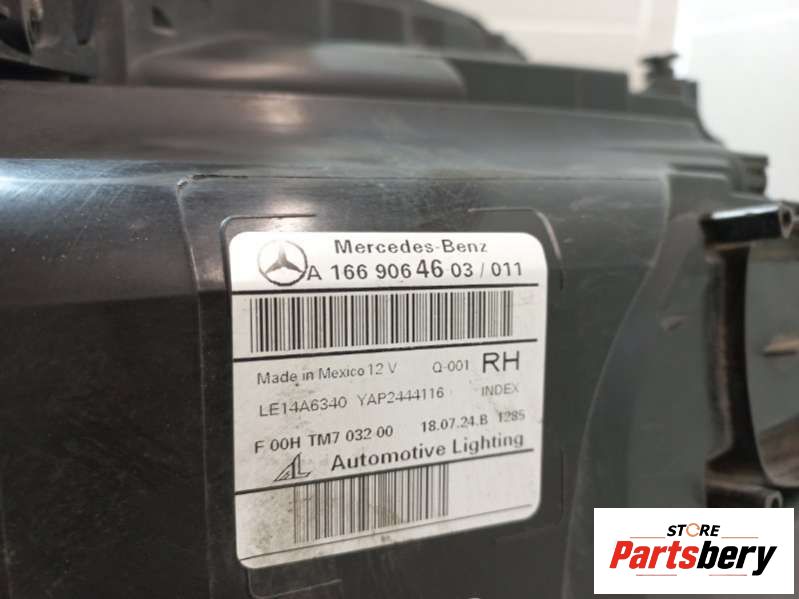 Mercedes-Benz
A 166 906 46 03 / 011
Made in Mexico 12 V Q-001 RH
LE14A6340 YAP2444116 INDEX
F 00H TM7 032 00 18.07.24.B 1285
AL Automotive Lighting
STORE
Partsbery